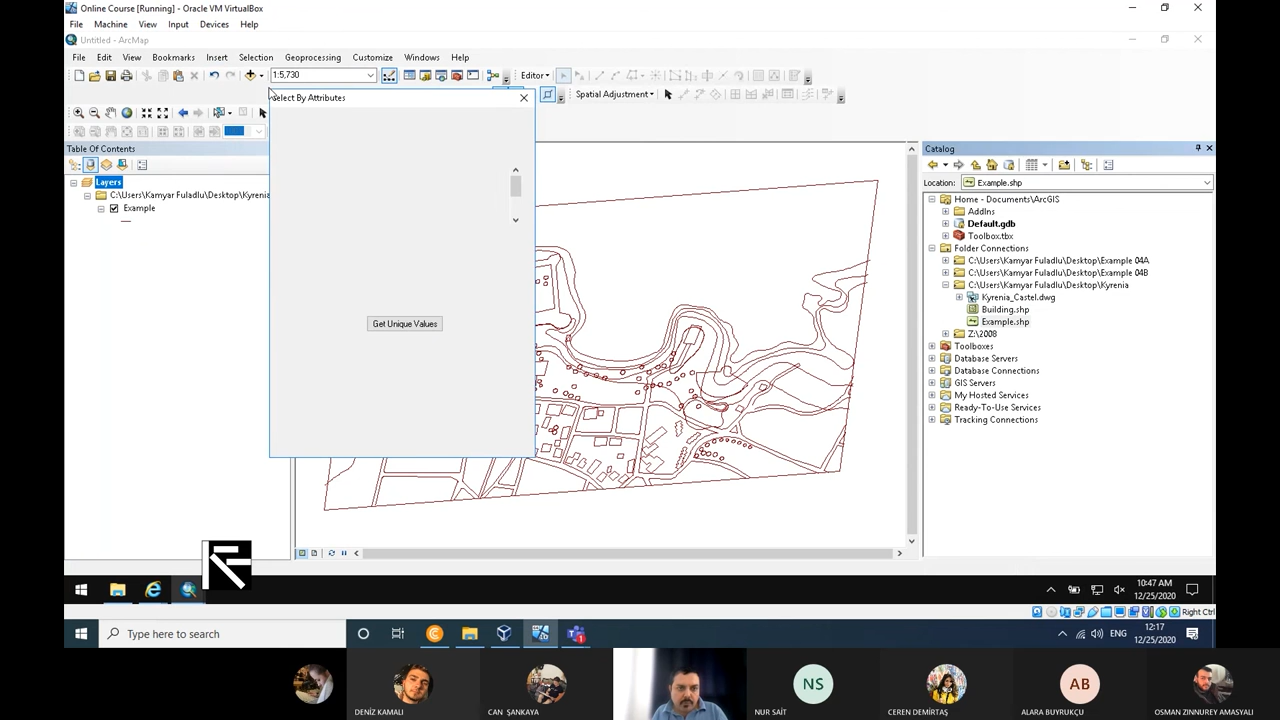 Online Course [Running] - Oracle VM VirtualBox
File Machine View Input Devices Help
Untitled - ArcMap
File Edit View Bookmarks Insert Selection Geoprocessing Customize Windows Help
1:5,730
Editor
Spatial Adjustment
Select By Attributes
Get Unique Values
Table Of Contents
Layers
C:\Users\Kamyar Fuladlu\Desktop\Kyrenia
Example
Catalog
Location: Example.shp
Home - Documents\ArcGIS
AddIns
Default.gdb
Toolbox.tbx
Folder Connections
C:\Users\Kamyar Fuladlu\Desktop\Example 04A
C:\Users\Kamyar Fuladlu\Desktop\Example 04B
C:\Users\Kamyar Fuladlu\Desktop\Kyrenia
Kyrenia_Castel.dwg
Building.shp
Example.shp
Z:\2008
Toolboxes
Database Servers
Database Connections
GIS Servers
My Hosted Services
Ready-To-Use Services
Tracking Connections
10:47 AM
12/25/2020
Right Ctrl
Type here to search
ENG
12:17
12/25/2020
DENİZ KAMALI
CAN ŞANKAYA
NS
NUR SAİT
CEREN DEMİRTAŞ
AB
ALARA BUYRUKÇU
OSMAN ZINNUREY AMASYALI